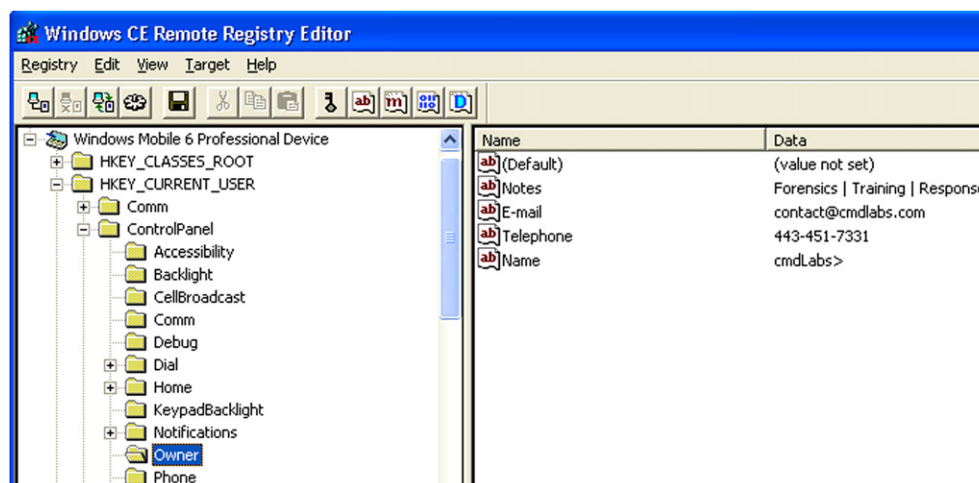 Windows CE Remote Registry Editor
Registry Edit View Target Help
Windows Mobile 6 Professional Device
HKEY_CLASSES_ROOT
HKEY_CURRENT_USER
Comm
ControlPanel
Accessibility
Backlight
CellBroadcast
Comm
Debug
Dial
Home
KeypadBacklight
Notifications
Owner
Phone
Name Data
(Default) (value not set)
Notes Forensics | Training | Response
E-mail contact@cmdlabs.com
Telephone 443-451-7331
Name cmdLabs>